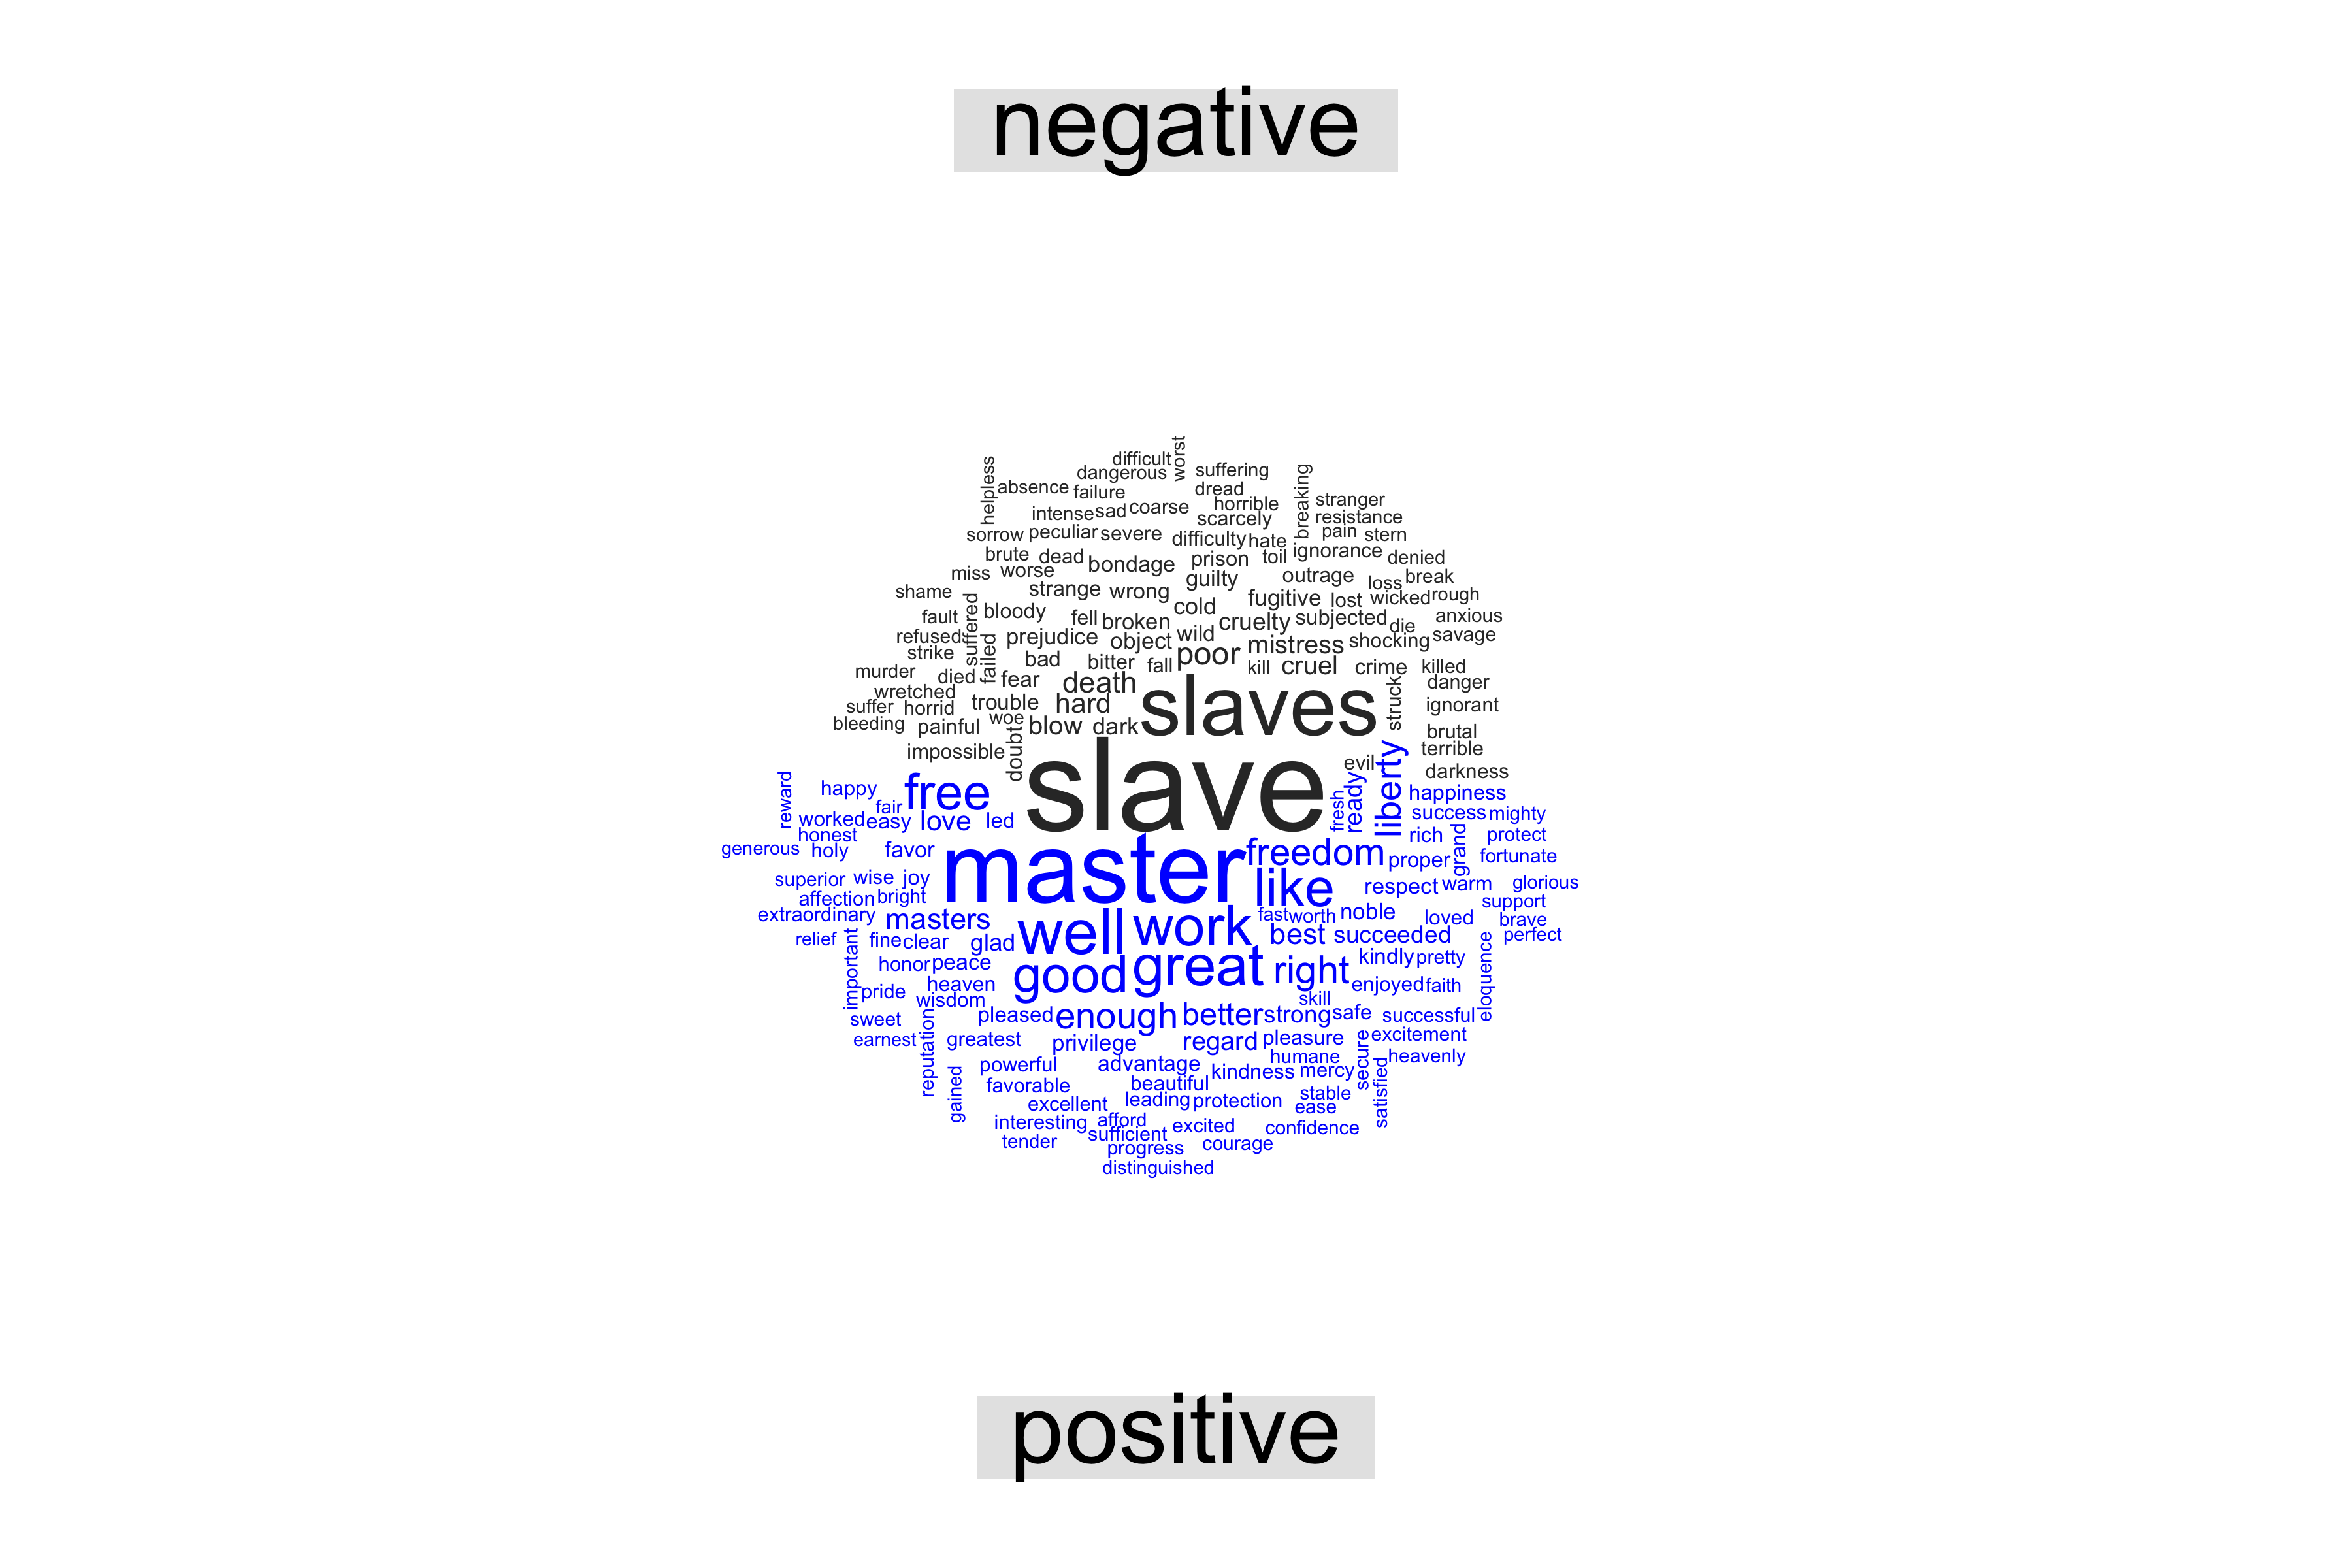 negative
difficult worst
dangerous suffering
helpless absence failure dread breaking stranger
intense sad coarse horrible
scarcely resistance
sorrow peculiar severe difficulty hate pain stern
brute dead bondage prison toil ignorance denied
miss worse guilty outrage loss break
shame strange wrong cold fugitive lost wicked rough
fault suffered bloody fell broken cruelty subjected die anxious
refused prejudice object wild mistress shocking savage
strike failed bad bitter fall poor kill cruel crime killed
murder died fear death danger
wretched slaves struck
suffer horrid trouble hard ignorant
bleeding painful woe blow dark brutal
impossible doubt evil terrible
slave liberty darkness
reward happy free fresh ready happiness
fair success mighty
worked easy love led rich grand protect
honest
generous holy favor master freedom proper fortunate
superior wise joy like respect warm glorious
affection bright support
extraordinary masters well work fast worth noble loved brave
relief important fine clear glad best succeeded perfect
honor peace good great right kindly pretty eloquence
pride heaven enjoyed faith
wisdom skill
sweet reputation pleased enough better strong safe successful
earnest greatest privilege regard pleasure secure excitement
powerful advantage humane heavenly
gained favorable beautiful kindness mercy satisfied
excellent leading protection stable
ease
interesting afford excited confidence
tender sufficient courage
progress
distinguished
positive